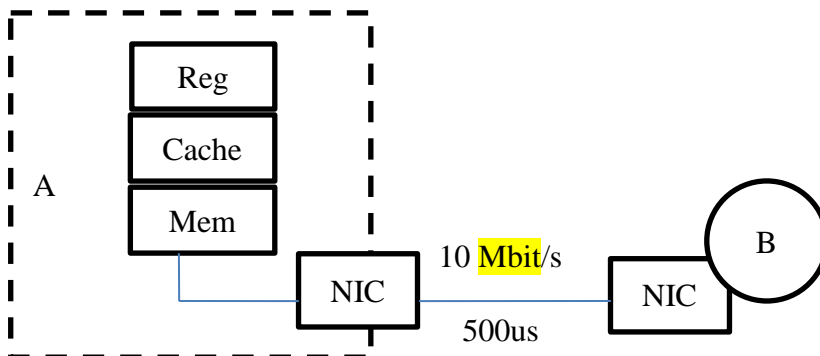 Reg
Cache
A
Mem
B
10 Mbit/s
NIC
NIC
500us